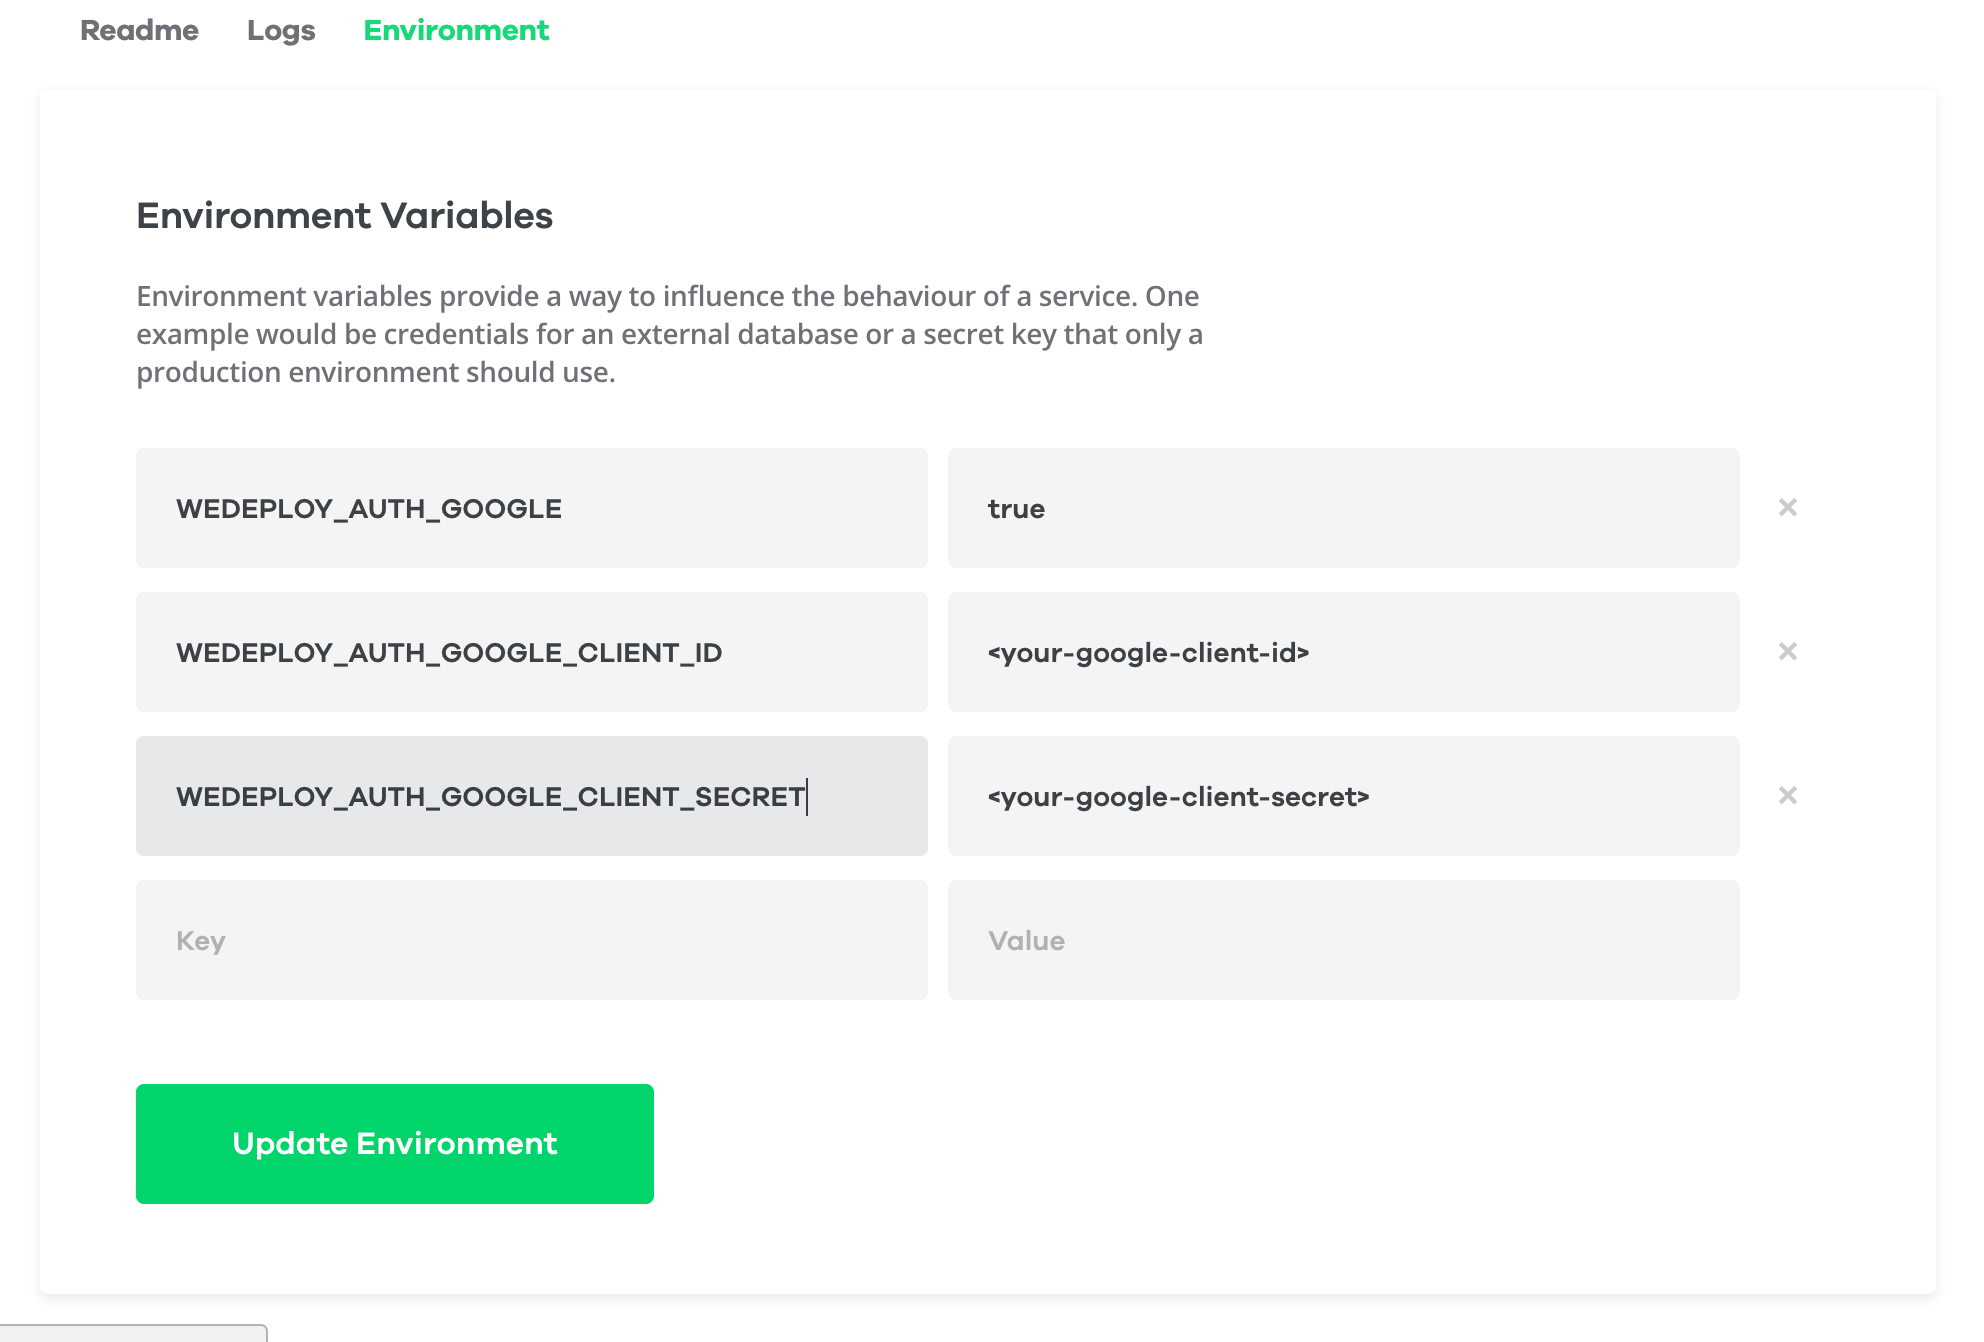 Readme Logs Environment
Environment Variables
Environment variables provide a way to influence the behaviour of a service. One
example would be credentials for an external database or a secret key that only a
production environment should use.
WEDEPLOY_AUTH_GOOGLE true ×
WEDEPLOY_AUTH_GOOGLE_CLIENT_ID <your-google-client-id> ×
WEDEPLOY_AUTH_GOOGLE_CLIENT_SECRET <your-google-client-secret> ×
Key Value
Update Environment